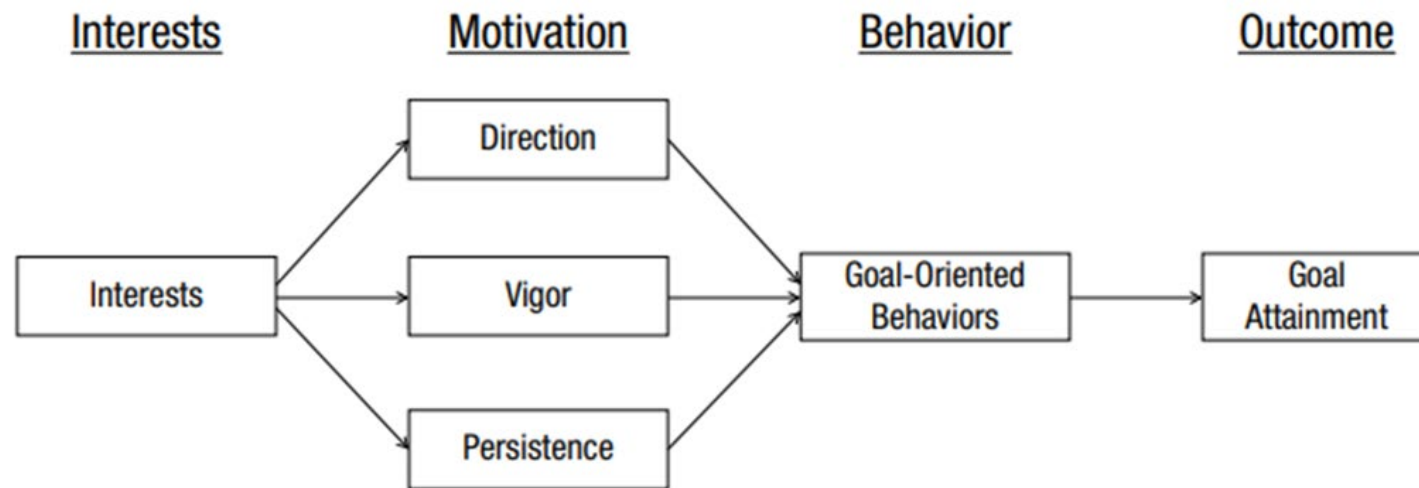 Interests
Motivation
Behavior
Outcome
Direction
Interests
Vigor
Goal-Oriented
Behaviors
Goal
Attainment
Persistence